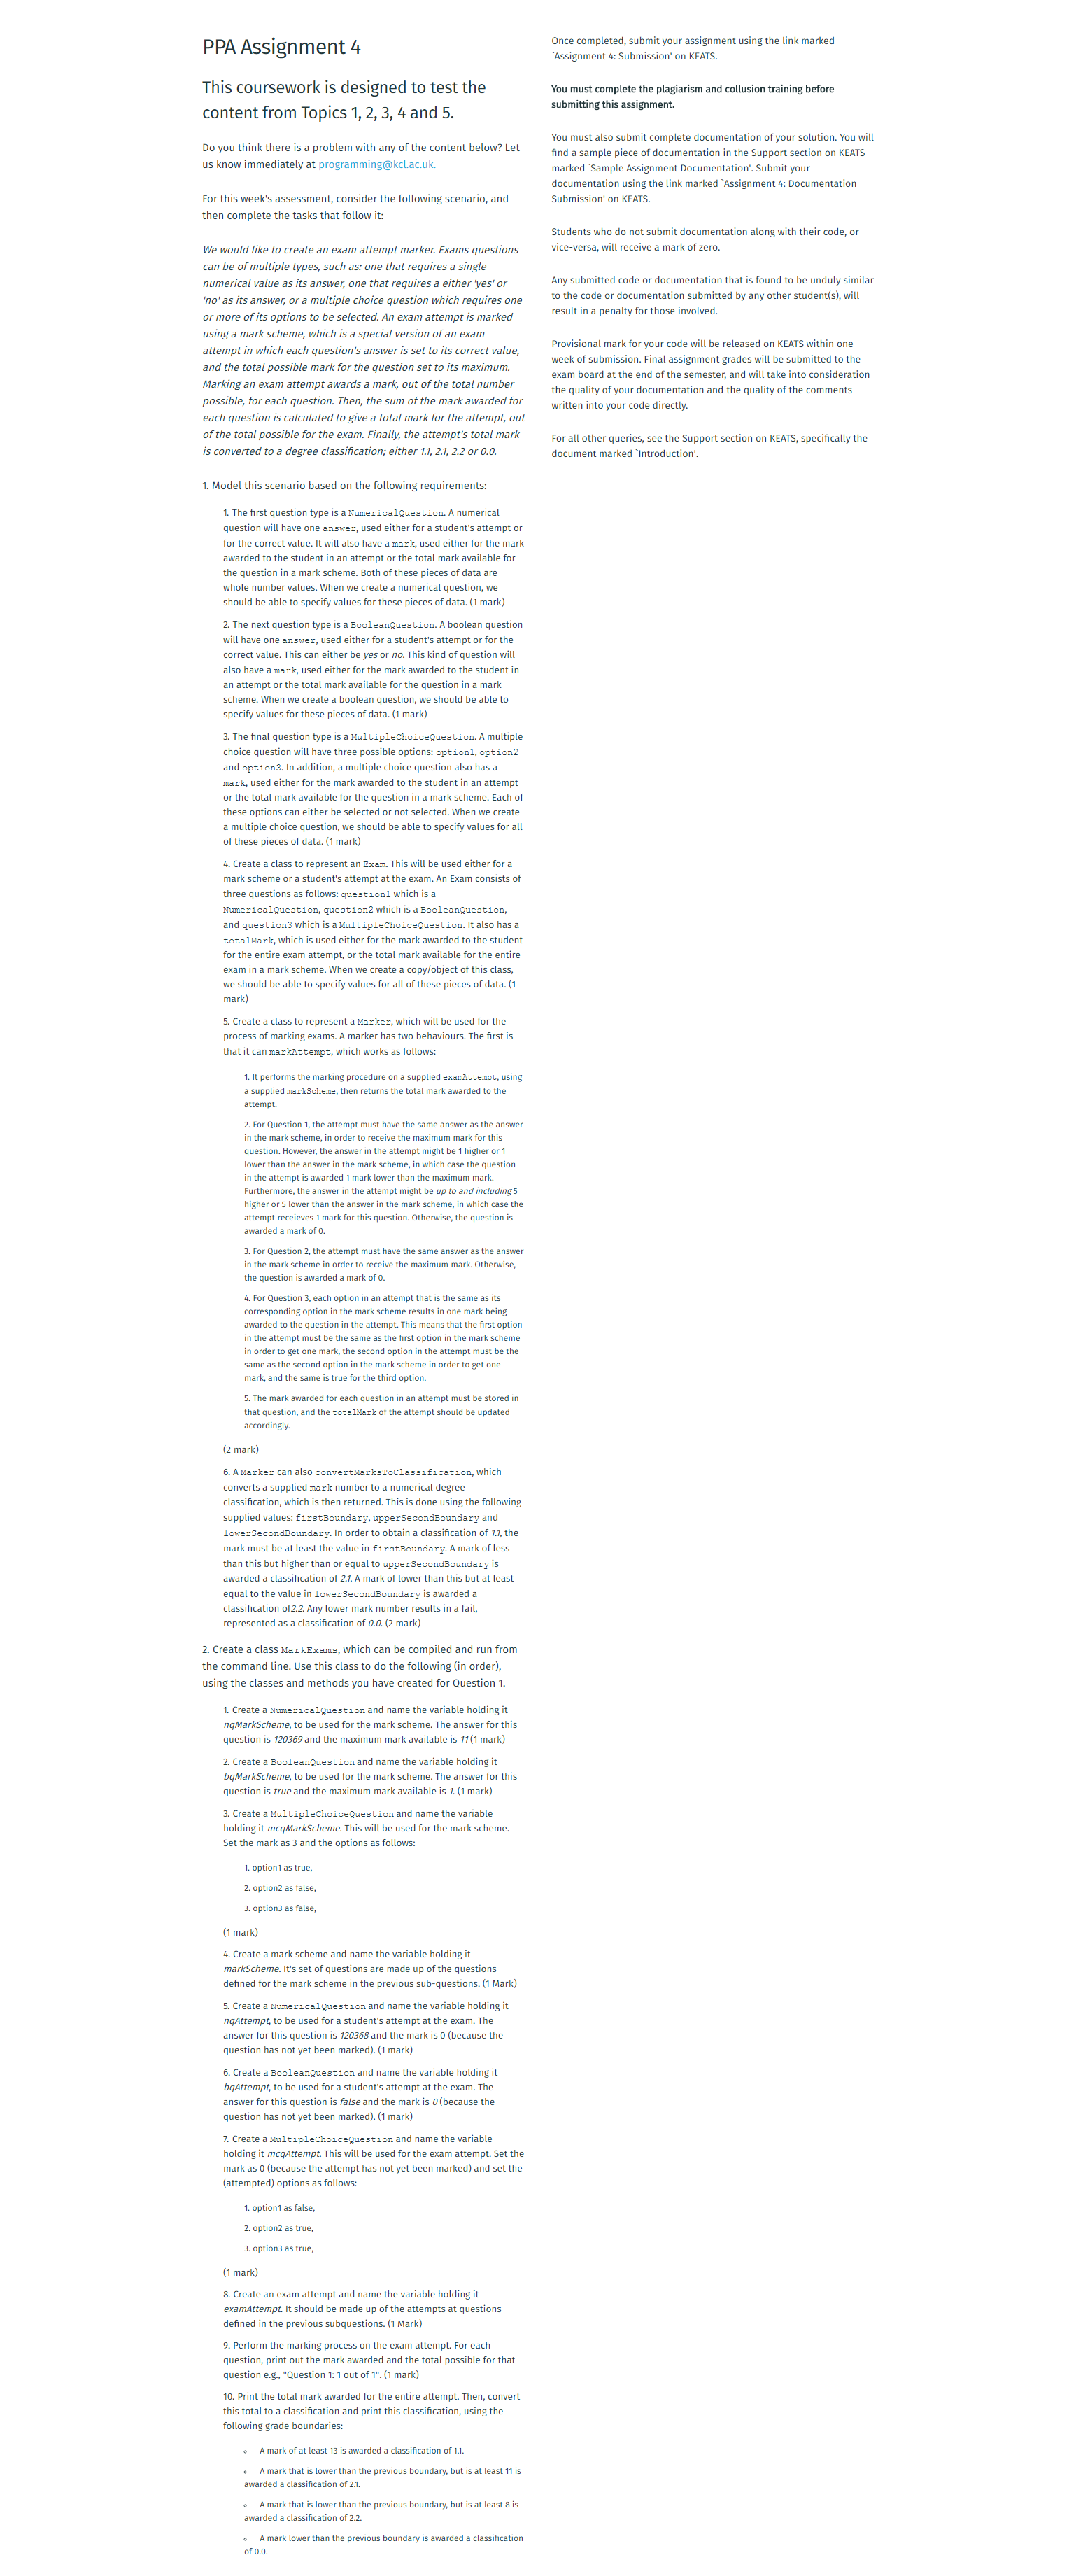 PPA Assignment 4
This coursework is designed to test the
content from Topics 1, 2, 3, 4 and 5.
Do you think there is a problem with any of the content below? Let
us know immediately at programming@kcl.ac.uk.
For this week's assessment, consider the following scenario, and
then complete the tasks that follow it:
We would like to create an exam attempt marker. Exams questions
can be of multiple types, such as: one that requires a single
numerical value as its answer, one that requires a either 'yes' or
'no' as its answer, or a multiple choice question which requires one
or more of its options to be selected. An exam attempt is marked
using a mark scheme, which is a special version of an exam
attempt in which each question's answer is set to its correct value,
and the total possible mark for the question set to its maximum.
Marking an exam attempt awards a mark, out of the total number
possible, for each question. Then, the sum of the mark awarded for
each question is calculated to give a total mark for the attempt, out
of the total possible for the exam. Finally, the attempt's total mark
is converted to a degree classification; either 1.1, 2.1, 2.2 or 0.0.
1. Model this scenario based on the following requirements:
1. The first question type is a NumericalQuestion. A numerical
question will have one answer, used either for a student's attempt or
for the correct value. It will also have a mark, used either for the mark
awarded to the student in an attempt or the total mark available for
the question in a mark scheme. Both of these pieces of data are
whole number values. When we create a numerical question, we
should be able to specify values for these pieces of data. (1 mark)
2. The next question type is a BooleanQuestion. A boolean question
will have one answer, used either for a student's attempt or for the
correct value. This can either be yes or no. This kind of question will
also have a mark, used either for the mark awarded to the student in
an attempt or the total mark available for the question in a mark
scheme. When we create a boolean question, we should be able to
specify values for these pieces of data. (1 mark)
3. The final question type is a MultipleChoiceQuestion. A multiple
choice question will have three possible options: option1, option2
and option3. In addition, a multiple choice question also has a
mark, used either for the mark awarded to the student in an attempt
or the total mark available for the question in a mark scheme. Each of
these options can either be selected or not selected. When we create
a multiple choice question, we should be able to specify values for all
of these pieces of data. (1 mark)
4. Create a class to represent an Exam. This will be used either for a
mark scheme or a student's attempt at the exam. An Exam consists of
three questions as follows: question1 which is a
NumericalQuestion, question2 which is a BooleanQuestion,
and question3 which is a MultipleChoiceQuestion. It also has a
totalMark, which is used either for the mark awarded to the student
for the entire exam attempt, or the total mark available for the entire
exam in a mark scheme. When we create a copy/object of this class,
we should be able to specify values for all of these pieces of data. (1
mark)
5. Create a class to represent a Marker, which will be used for the
process of marking exams. A marker has two behaviours. The first is
that it can markAttempt, which works as follows:
1. It performs the marking procedure on a supplied examAttempt, using
a supplied markScheme, then returns the total mark awarded to the
attempt.
2. For Question 1, the attempt must have the same answer as the answer
in the mark scheme, in order to receive the maximum mark for this
question. However, the answer in the attempt might be 1 higher or 1
lower than the answer in the mark scheme, in which case the question
in the attempt is awarded 1 mark lower than the maximum mark.
Furthermore, the answer in the attempt might be up to and including 5
higher or 5 lower than the answer in the mark scheme, in which case the
attempt receieves 1 mark for this question. Otherwise, the question is
awarded a mark of 0.
3. For Question 2, the attempt must have the same answer as the answer
in the mark scheme in order to receive the maximum mark. Otherwise,
the question is awarded a mark of 0.
4. For Question 3, each option in an attempt that is the same as its
corresponding option in the mark scheme results in one mark being
awarded to the question in the attempt. This means that the first option
in the attempt must be the same as the first option in the mark scheme
in order to get one mark, the second option in the attempt must be the
same as the second option in the mark scheme in order to get one
mark, and the same is true for the third option.
5. The mark awarded for each question in an attempt must be stored in
that question, and the totalMark of the attempt should be updated
accordingly.
(2 mark)
6. A Marker can also convertMarksToClassification, which
converts a supplied mark number to a numerical degree
classification, which is then returned. This is done using the following
supplied values: firstBoundary, upperSecondBoundary and
lowerSecondBoundary. In order to obtain a classification of 1.1, the
mark must be at least the value in firstBoundary. A mark of less
than this but higher than or equal to upperSecondBoundary is
awarded a classification of 2.1. A mark of lower than this but at least
equal to the value in lowerSecondBoundary is awarded a
classification of2.2. Any lower mark number results in a fail,
represented as a classification of 0.0. (2 mark)
2. Create a class MarkExams, which can be compiled and run from
the command line. Use this class to do the following (in order),
using the classes and methods you have created for Question 1.
1. Create a NumericalQuestion and name the variable holding it
nqMarkScheme, to be used for the mark scheme. The answer for this
question is 120369 and the maximum mark available is 11 (1 mark)
2. Create a BooleanQuestion and name the variable holding it
bqMarkScheme, to be used for the mark scheme. The answer for this
question is true and the maximum mark available is 1. (1 mark)
3. Create a MultipleChoiceQuestion and name the variable
holding it mcqMarkScheme. This will be used for the mark scheme.
Set the mark as 3 and the options as follows:
1. option1 as true,
2. option2 as false,
3. option3 as false,
(1 mark)
4. Create a mark scheme and name the variable holding it
markScheme. It's set of questions are made up of the questions
defined for the mark scheme in the previous sub-questions. (1 Mark)
5. Create a NumericalQuestion and name the variable holding it
nqAttempt, to be used for a student's attempt at the exam. The
answer for this question is 120368 and the mark is 0 (because the
question has not yet been marked). (1 mark)
6. Create a BooleanQuestion and name the variable holding it
bqAttempt, to be used for a student's attempt at the exam. The
answer for this question is false and the mark is 0 (because the
question has not yet been marked). (1 mark)
7. Create a MultipleChoiceQuestion and name the variable
holding it mcqAttempt. This will be used for the exam attempt. Set the
mark as 0 (because the attempt has not yet been marked) and set the
(attempted) options as follows:
1. option1 as false,
2. option2 as true,
3. option3 as true,
(1 mark)
8. Create an exam attempt and name the variable holding it
examAttempt. It should be made up of the attempts at questions
defined in the previous subquestions. (1 Mark)
9. Perform the marking process on the exam attempt. For each
question, print out the mark awarded and the total possible for that
question e.g., "Question 1: 1 out of 1". (1 mark)
10. Print the total mark awarded for the entire attempt. Then, convert
this total to a classification and print this classification, using the
following grade boundaries:
A mark of at least 13 is awarded a classification of 1.1.
A mark that is lower than the previous boundary, but is at least 11 is
awarded a classification of 2.1.
A mark that is lower than the previous boundary, but is at least 8 is
awarded a classification of 2.2.
A mark lower than the previous boundary is awarded a classification
of 0.0.
Once completed, submit your assignment using the link marked
`Assignment 4: Submission' on KEATS.
You must complete the plagiarism and collusion training before
submitting this assignment.
You must also submit complete documentation of your solution. You will
find a sample piece of documentation in the Support section on KEATS
marked `Sample Assignment Documentation'. Submit your
documentation using the link marked `Assignment 4: Documentation
Submission' on KEATS.
Students who do not submit documentation along with their code, or
vice-versa, will receive a mark of zero.
Any submitted code or documentation that is found to be unduly similar
to the code or documentation submitted by any other student(s), will
result in a penalty for those involved.
Provisional mark for your code will be released on KEATS within one
week of submission. Final assignment grades will be submitted to the
exam board at the end of the semester, and will take into consideration
the quality of your documentation and the quality of the comments
written into your code directly.
For all other queries, see the Support section on KEATS, specifically the
document marked `Introduction'.